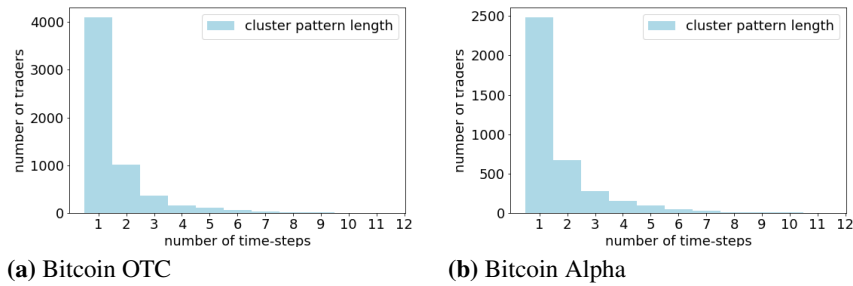 cluster pattern length
4000
3000
2000
1000
0
number of traders
1 2 3 4 5 6 7 8 9 10 11 12
number of time-steps
(a) Bitcoin OTC
cluster pattern length
2500
2000
1500
1000
500
0
number of traders
1 2 3 4 5 6 7 8 9 10 11 12
number of time-steps
(b) Bitcoin Alpha